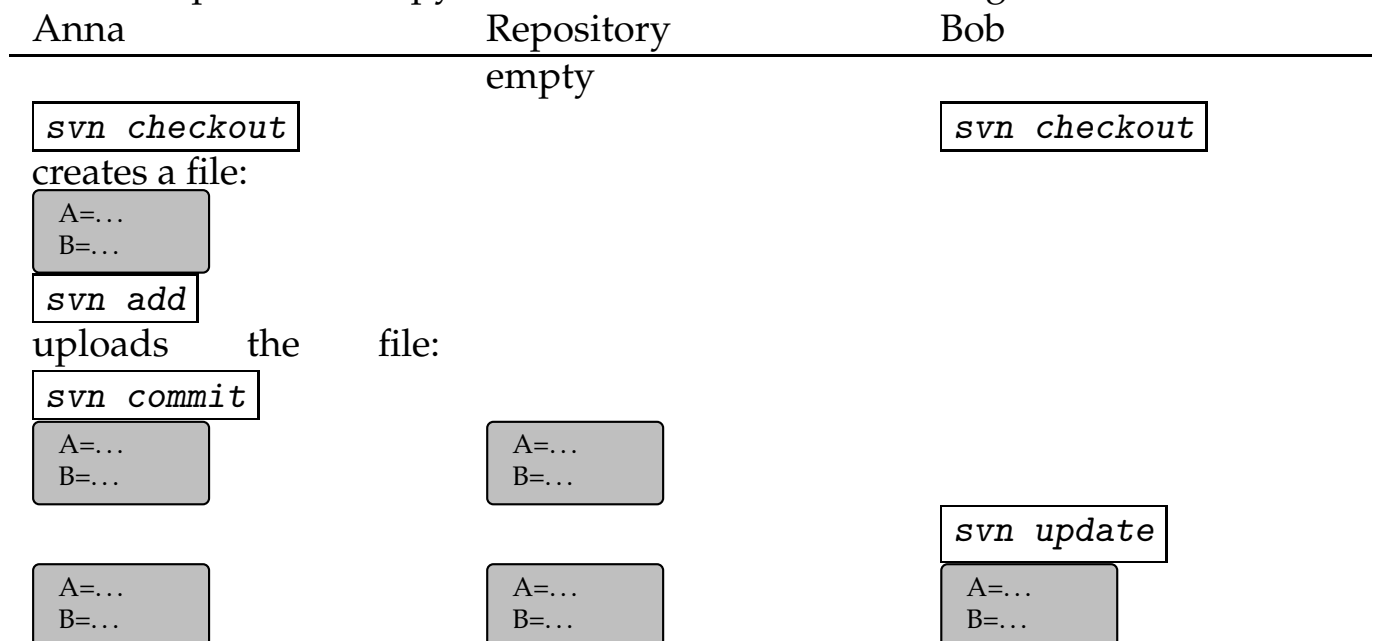 Anna Repository Bob
empty
svn checkout svn checkout
creates a file:
A=...
B=...
svn add
uploads the file:
svn commit
A=... A=...
B=... B=...
svn update
A=... A=... A=...
B=... B=... B=...